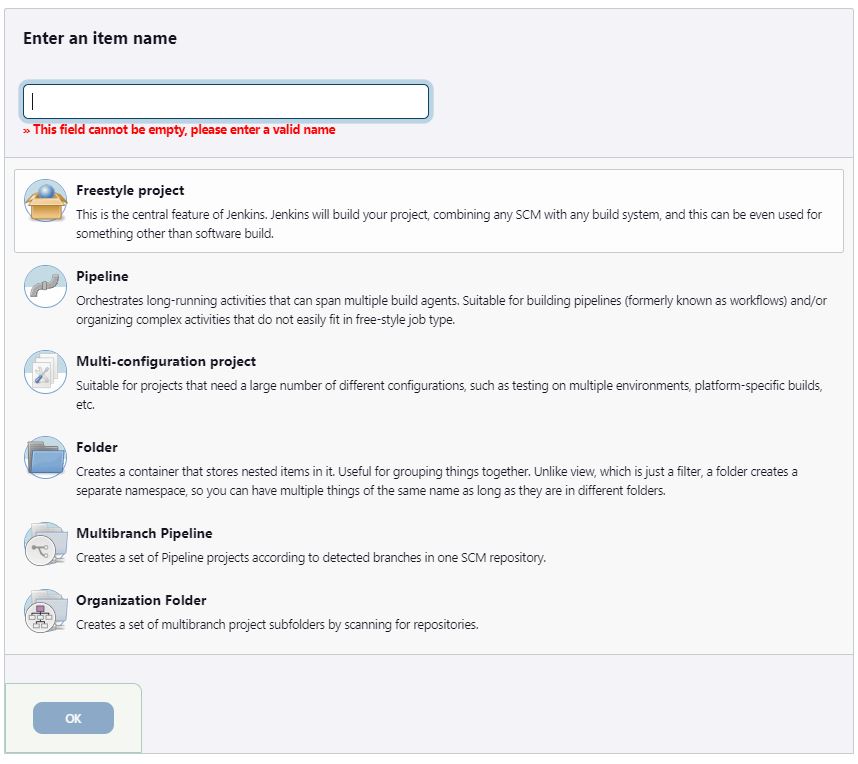 Enter an item name
» This field cannot be empty, please enter a valid name
Freestyle project
This is the central feature of Jenkins. Jenkins will build your project, combining any SCM with any build system, and this can be even used for
something other than software build.
Pipeline
Orchestrates long-running activities that can span multiple build agents. Suitable for building pipelines (formerly known as workflows) and/or
organizing complex activities that do not easily fit in free-style job type.
Multi-configuration project
Suitable for projects that need a large number of different configurations, such as testing on multiple environments, platform-specific builds,
etc.
Folder
Creates a container that stores nested items in it. Useful for grouping things together. Unlike view, which is just a filter, a folder creates a
separate namespace, so you can have multiple things of the same name as long as they are in different folders.
Multibranch Pipeline
Creates a set of Pipeline projects according to detected branches in one SCM repository.
Organization Folder
Creates a set of multibranch project subfolders by scanning for repositories.
OK